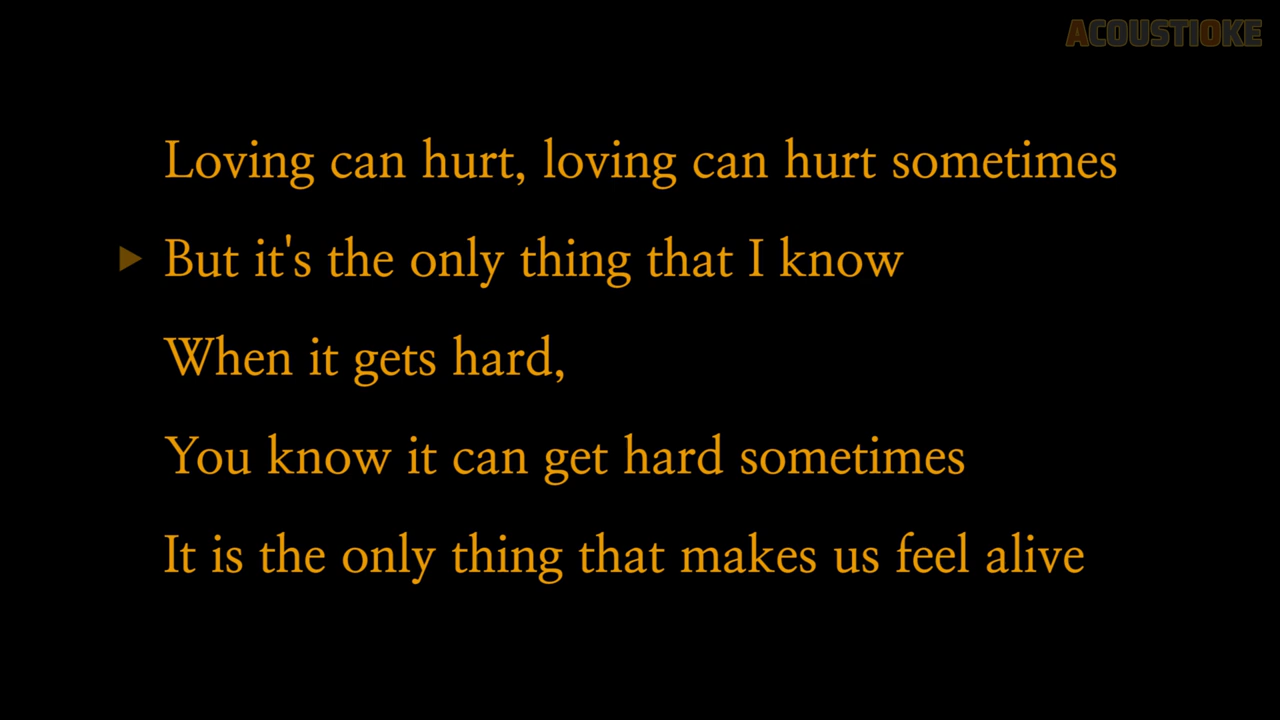 ACOUSTIOKE
Loving can hurt, loving can hurt sometimes
But it's the only thing that I know
When it gets hard,
You know it can get hard sometimes
It is the only thing that makes us feel alive